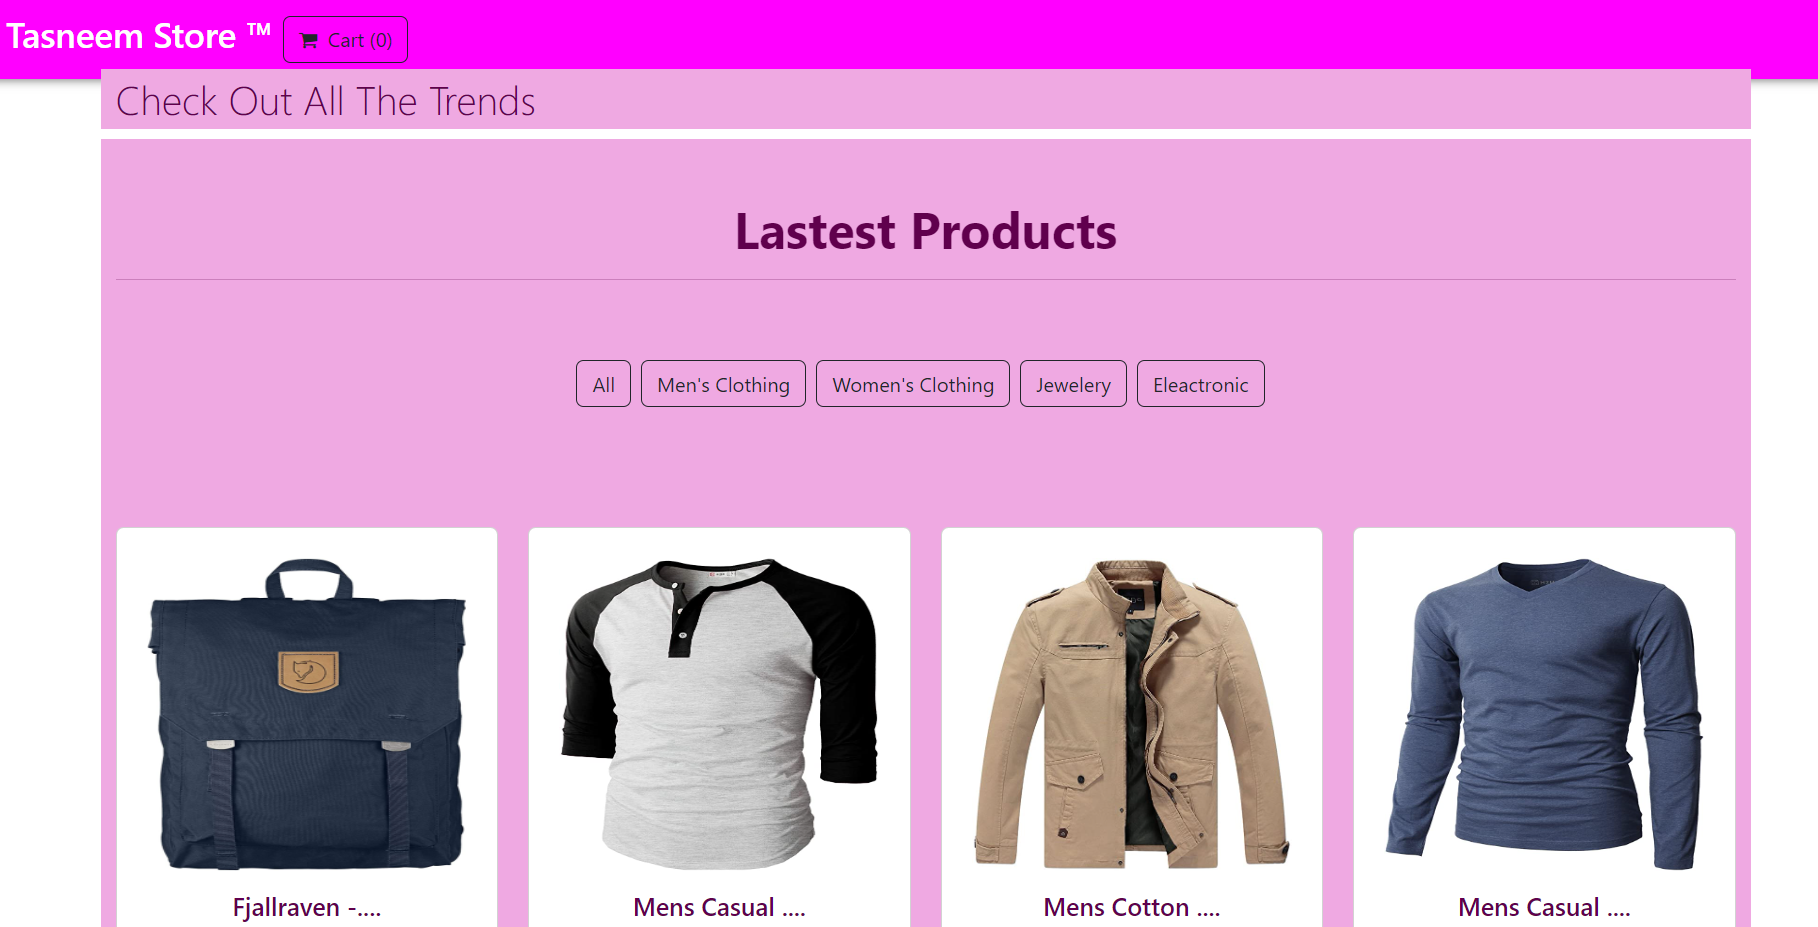 Tasneem Store ™ Cart (0)
Check Out All The Trends
Lastest Products
All Men's Clothing Women's Clothing Jewelery Eleactronic
Fjallraven -.... Mens Casual .... Mens Cotton .... Mens Casual ....